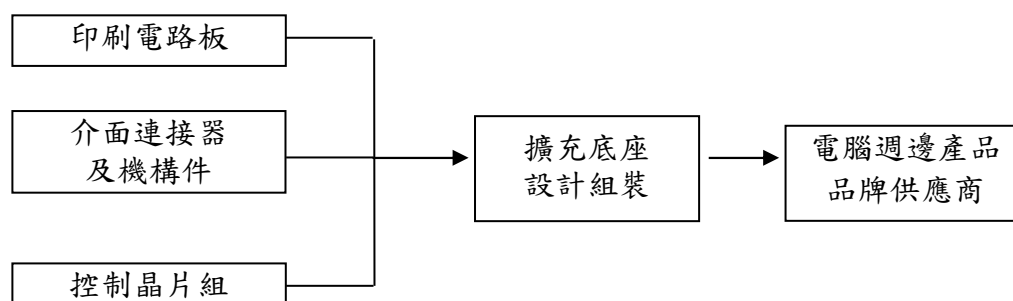 印刷電路板
介面連接器
及機構件
控制晶片組
擴充底座
設計組裝
電腦週邊產品
品牌供應商